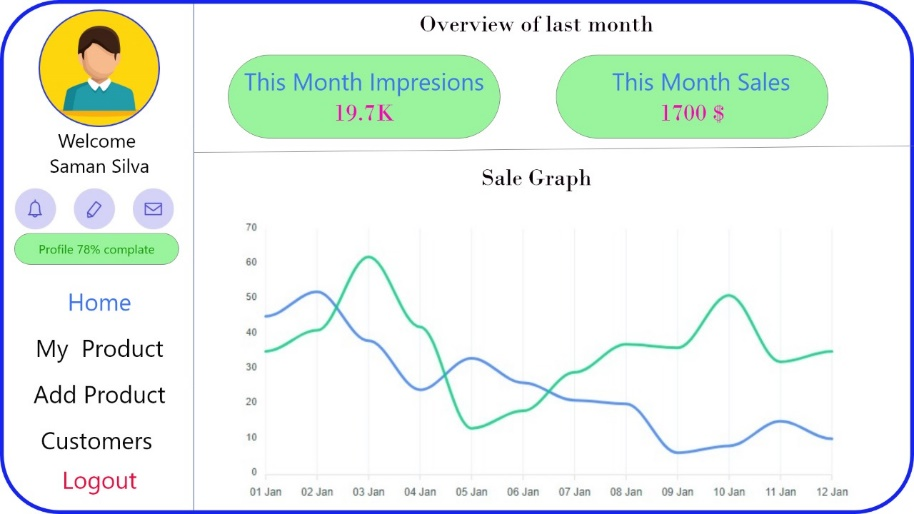 Welcome
Saman Silva
Profile 78% complate
Home
My Product
Add Product
Customers
Logout
Overview of last month
This Month Impresions
19.7K
This Month Sales
1700 $
Sale Graph
70
60
50
40
30
20
10
0
01 Jan 02 Jan 03 Jan 04 Jan 05 Jan 06 Jan 07 Jan 08 Jan 09 Jan 10 Jan 11 Jan 12 Jan